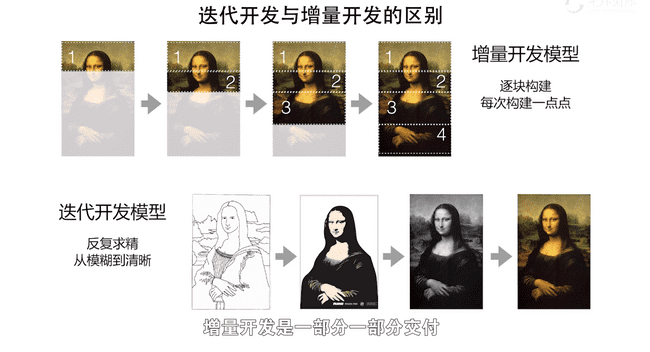 迭代开发与增量开发的区别
1
1
2
1
2
3
1
2
3
4
增量开发模型
逐块构建
每次构建一点点
迭代开发模型
反复求精
从模糊到清晰
增量开发是一部分一部分交付